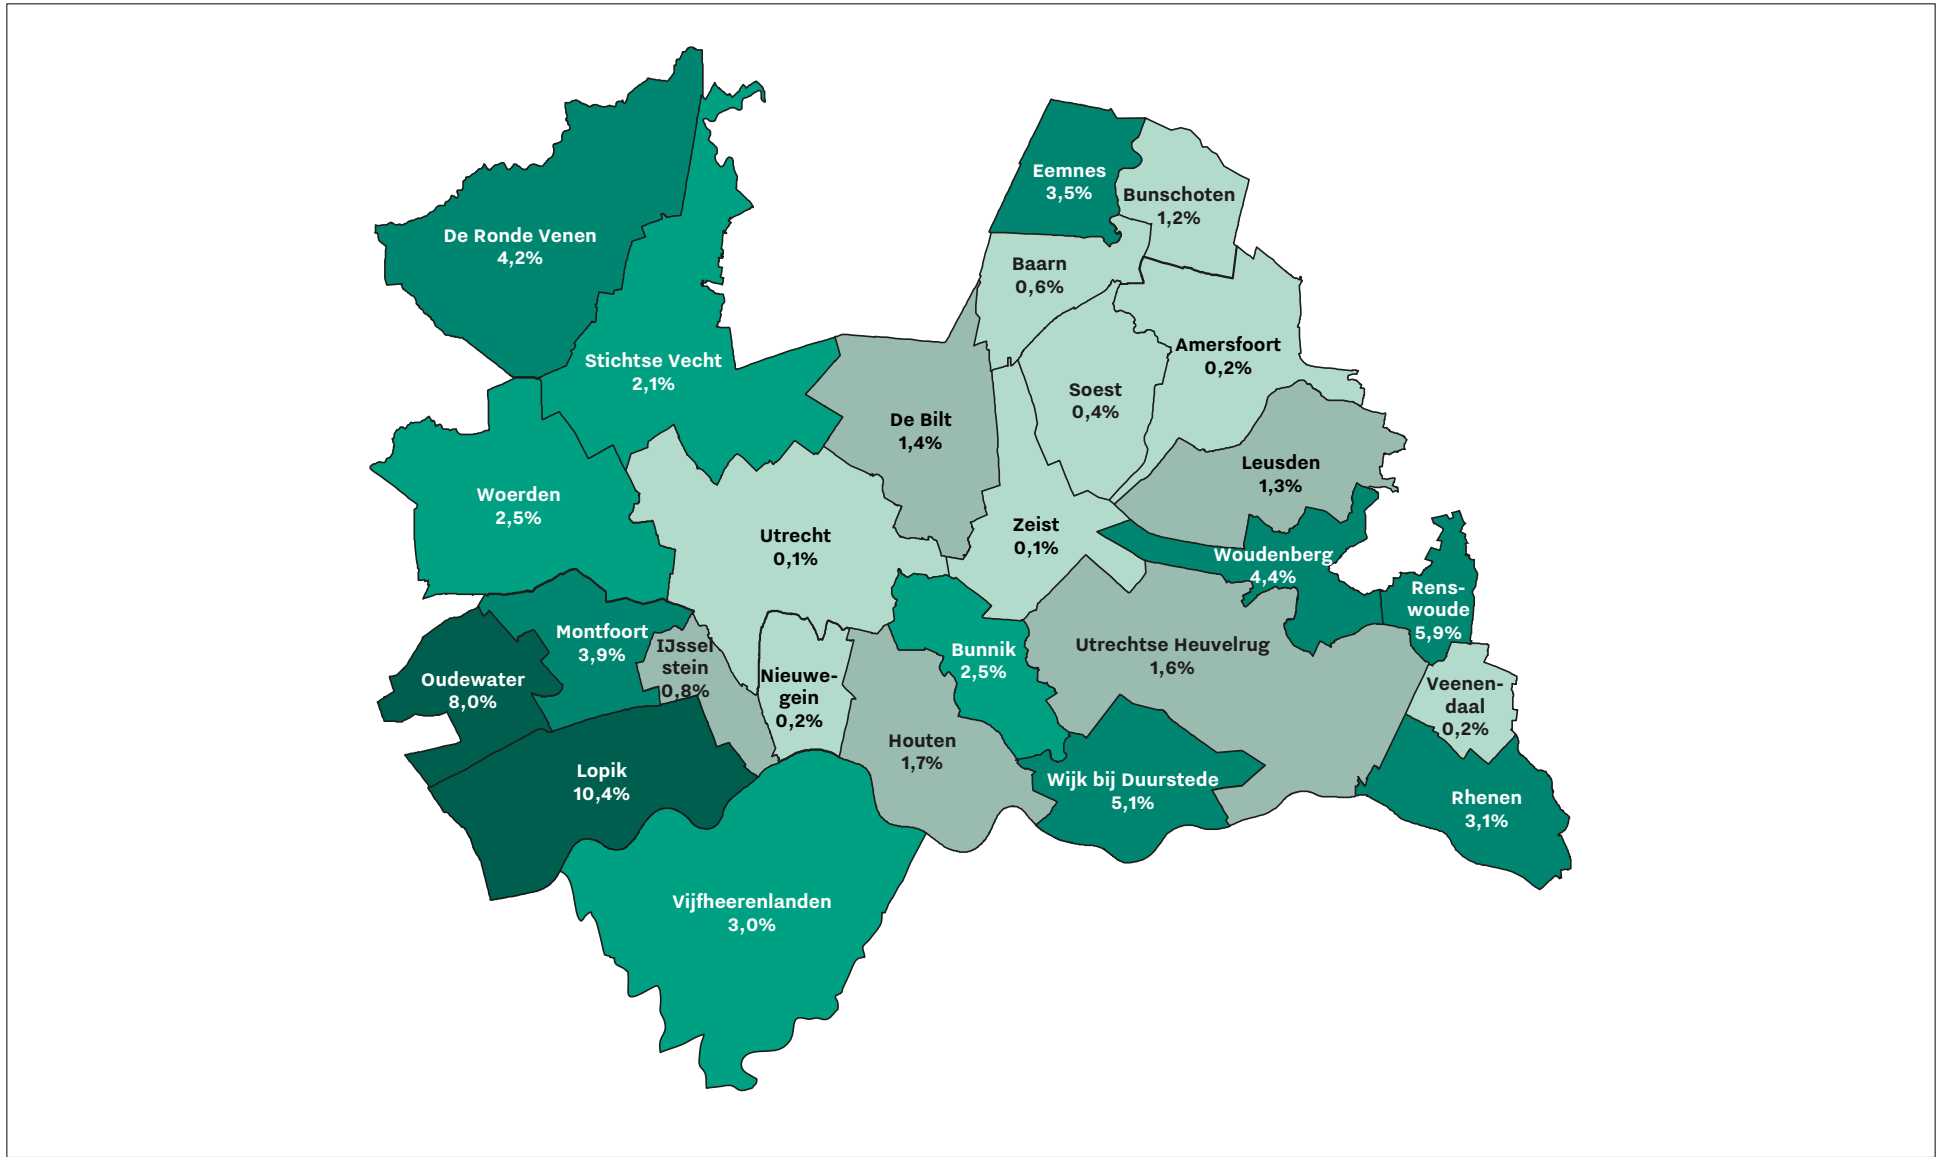 Eemnes
3,5%
Bunschoten
1,2%
De Ronde Venen
4,2%
Baarn
0,6%
Stichtse Vecht
2,1%
Amersfoort
0,2%
Soest
0,4%
De Bilt
1,4%
Leusden
1,3%
Woerden
2,5%
Utrecht
0,1%
Zeist
0,1%
Woudenberg
4,4%
Rens-
woude
5,9%
Montfoort
3,9%
IJssel
stein
0,8%
Bunnik
2,5%
Utrechtse Heuvelrug
1,6%
Oudewater
8,0%
Nieuwe-
gein
0,2%
Veenen-
daal
0,2%
Houten
1,7%
Lopik
10,4%
Wijk bij Duurstede
5,1%
Rhenen
3,1%
Vijfheerenlanden
3,0%